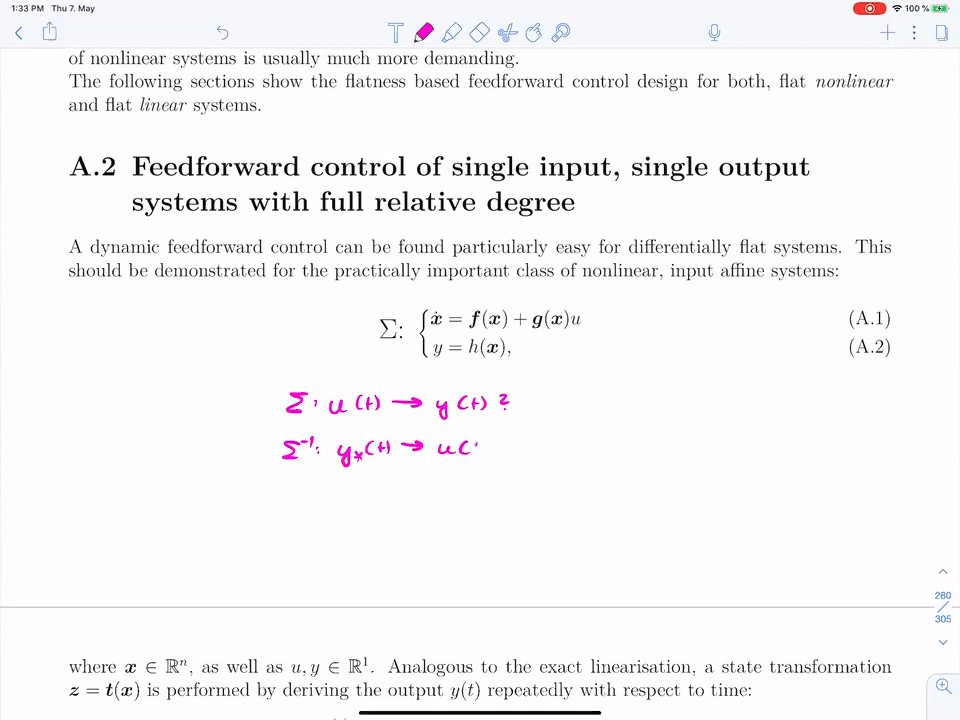 1:33 PM Thu 7. May
100 %
of nonlinear systems is usually much more demanding.
The following sections show the flatness based feedforward control design for both, flat nonlinear
and flat linear systems.
A.2 Feedforward control of single input, single output
systems with full relative degree
A dynamic feedforward control can be found particularly easy for differentially flat systems. This
should be demonstrated for the practically important class of nonlinear, input affine systems:
Σ: { ẋ = f(x) + g(x)u (A.1)
y = h(x), (A.2)
Σ: u(t) → y(t) ?
Σ⁻¹: y*(t) → u(
280
305
where x ∈ ℝⁿ, as well as u, y ∈ ℝ¹. Analogous to the exact linearisation, a state transformation
z = t(x) is performed by deriving the output y(t) repeatedly with respect to time: